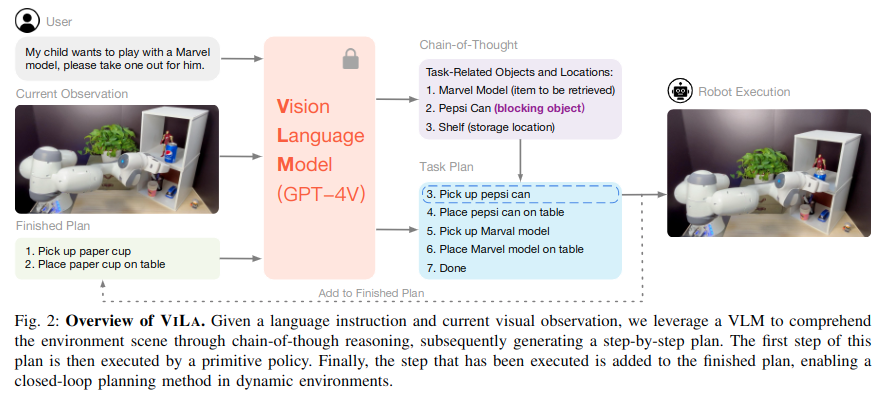 User
My child wants to play with a Marvel
model, please take one out for him.
Current Observation
Finished Plan
1. Pick up paper cup
2. Place paper cup on table
Vision
Language
Model
(GPT-4V)
Chain-of-Thought
Task-Related Objects and Locations:
1. Marvel Model (item to be retrieved)
2. Pepsi Can (blocking object)
3. Shelf (storage location)
Task Plan
3. Pick up pepsi can
4. Place pepsi can on table
5. Pick up Marval model
6. Place Marvel model on table
7. Done
Robot Execution
Add to Finished Plan
Fig. 2: Overview of VILA. Given a language instruction and current visual observation, we leverage a VLM to comprehend
the environment scene through chain-of-though reasoning, subsequently generating a step-by-step plan. The first step of this
plan is then executed by a primitive policy. Finally, the step that has been executed is added to the finished plan, enabling a
closed-loop planning method in dynamic environments.